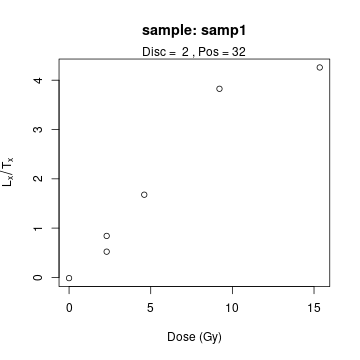 sample: samp1
Disc = 2 , Pos = 32
Lx/Tx
4
3
2
1
0
0 5 10 15
Dose (Gy)